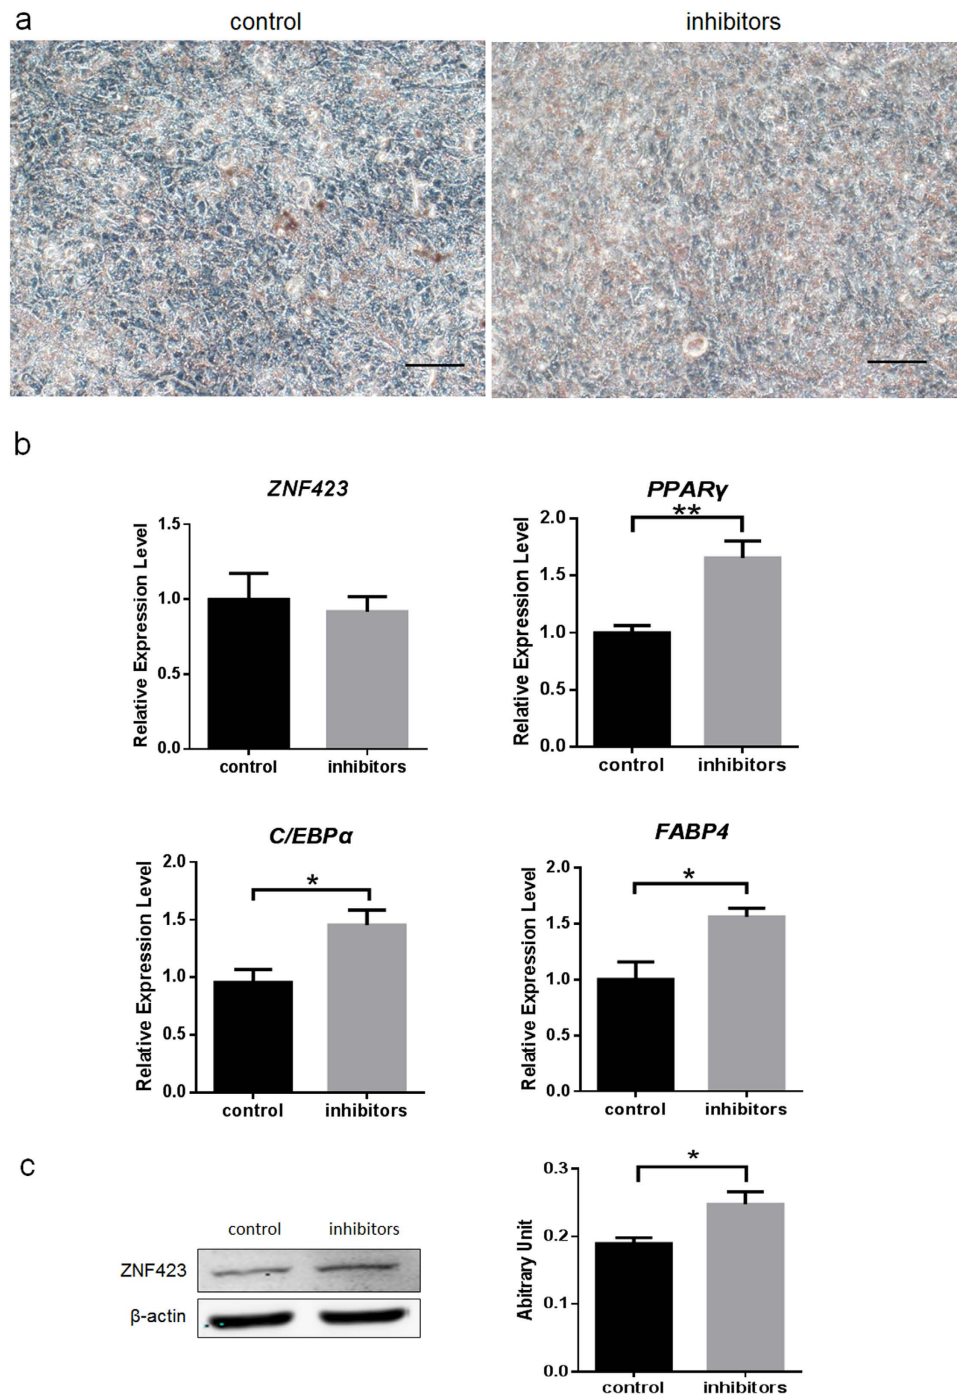 a
control
inhibitors
b
ZNF423
Relative Expression Level
1.5
1.0
0.5
0.0
control
inhibitors
PPARγ
**
Relative Expression Level
2.0
1.5
1.0
0.5
0.0
control
inhibitors
C/EBPα
*
Relative Expression Level
2.0
1.5
1.0
0.5
0.0
control
inhibitors
FABP4
*
Relative Expression Level
2.0
1.5
1.0
0.5
0.0
control
inhibitors
c
control
inhibitors
ZNF423
β-actin
*
Abitrary Unit
0.3
0.2
0.1
0.0
control
inhibitors